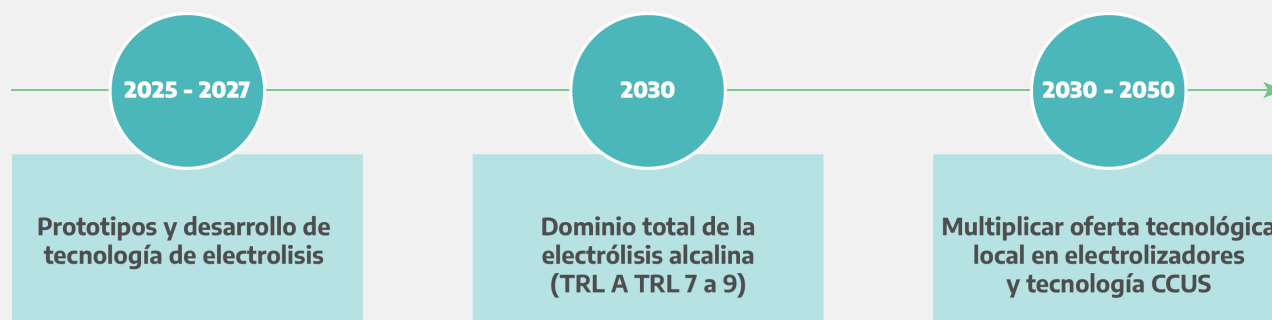 2025 - 2027
2030
2030 - 2050
Prototipos y desarrollo de
tecnología de electrolisis
Dominio total de la
electrólisis alcalina
(TRL A TRL 7 a 9)
Multiplicar oferta tecnológica
local en electrolizadores
y tecnología CCUS